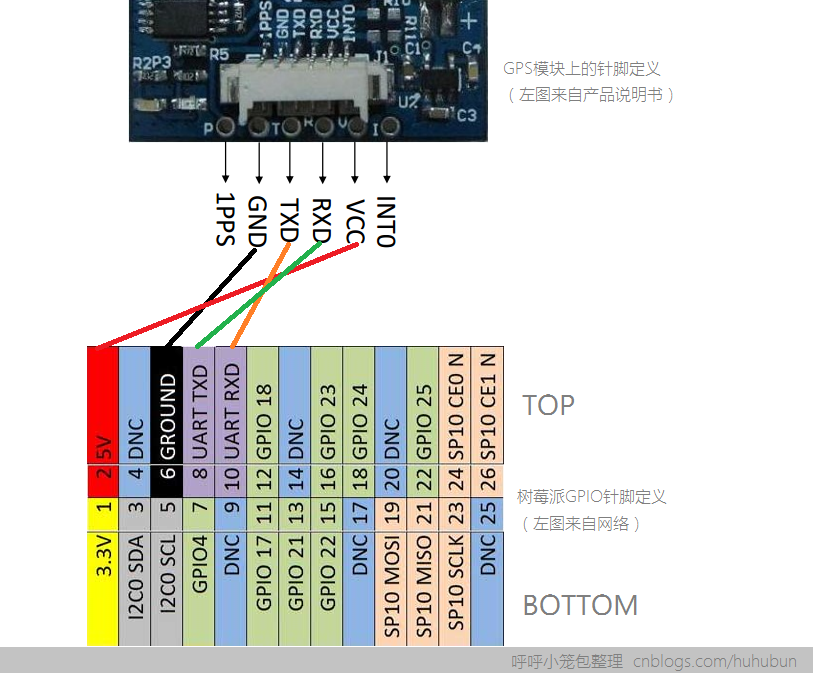 1PPS
GND
TXD
RXD
VCC
INT0
R11
C1
C4
R5
R2
P3
J1
U2
C3
P
T
R
V
I
GPS模块上的针脚定义
（左图来自产品说明书）
1PPS
GND
TXD
RXD
VCC
INT0
2 5V
4 DNC
6 GROUND
8 UART TXD
10 UART RXD
12 GPIO 18
14 DNC
16 GPIO 23
18 GPIO 24
20 DNC
22 GPIO 25
24 SP10 CE0 N
26 SP10 CE1 N
TOP
树莓派GPIO针脚定义
（左图来自网络）
3.3V 1
I2C0 SDA 3
I2C0 SCL 5
GPIO4 7
DNC 9
GPIO 17 11
GPIO 21 13
GPIO 22 15
DNC 17
SP10 MOSI 19
SP10 MISO 21
SP10 SCLK 23
DNC 25
BOTTOM
呼呼小笼包整理 cnblogs.com/huhubun